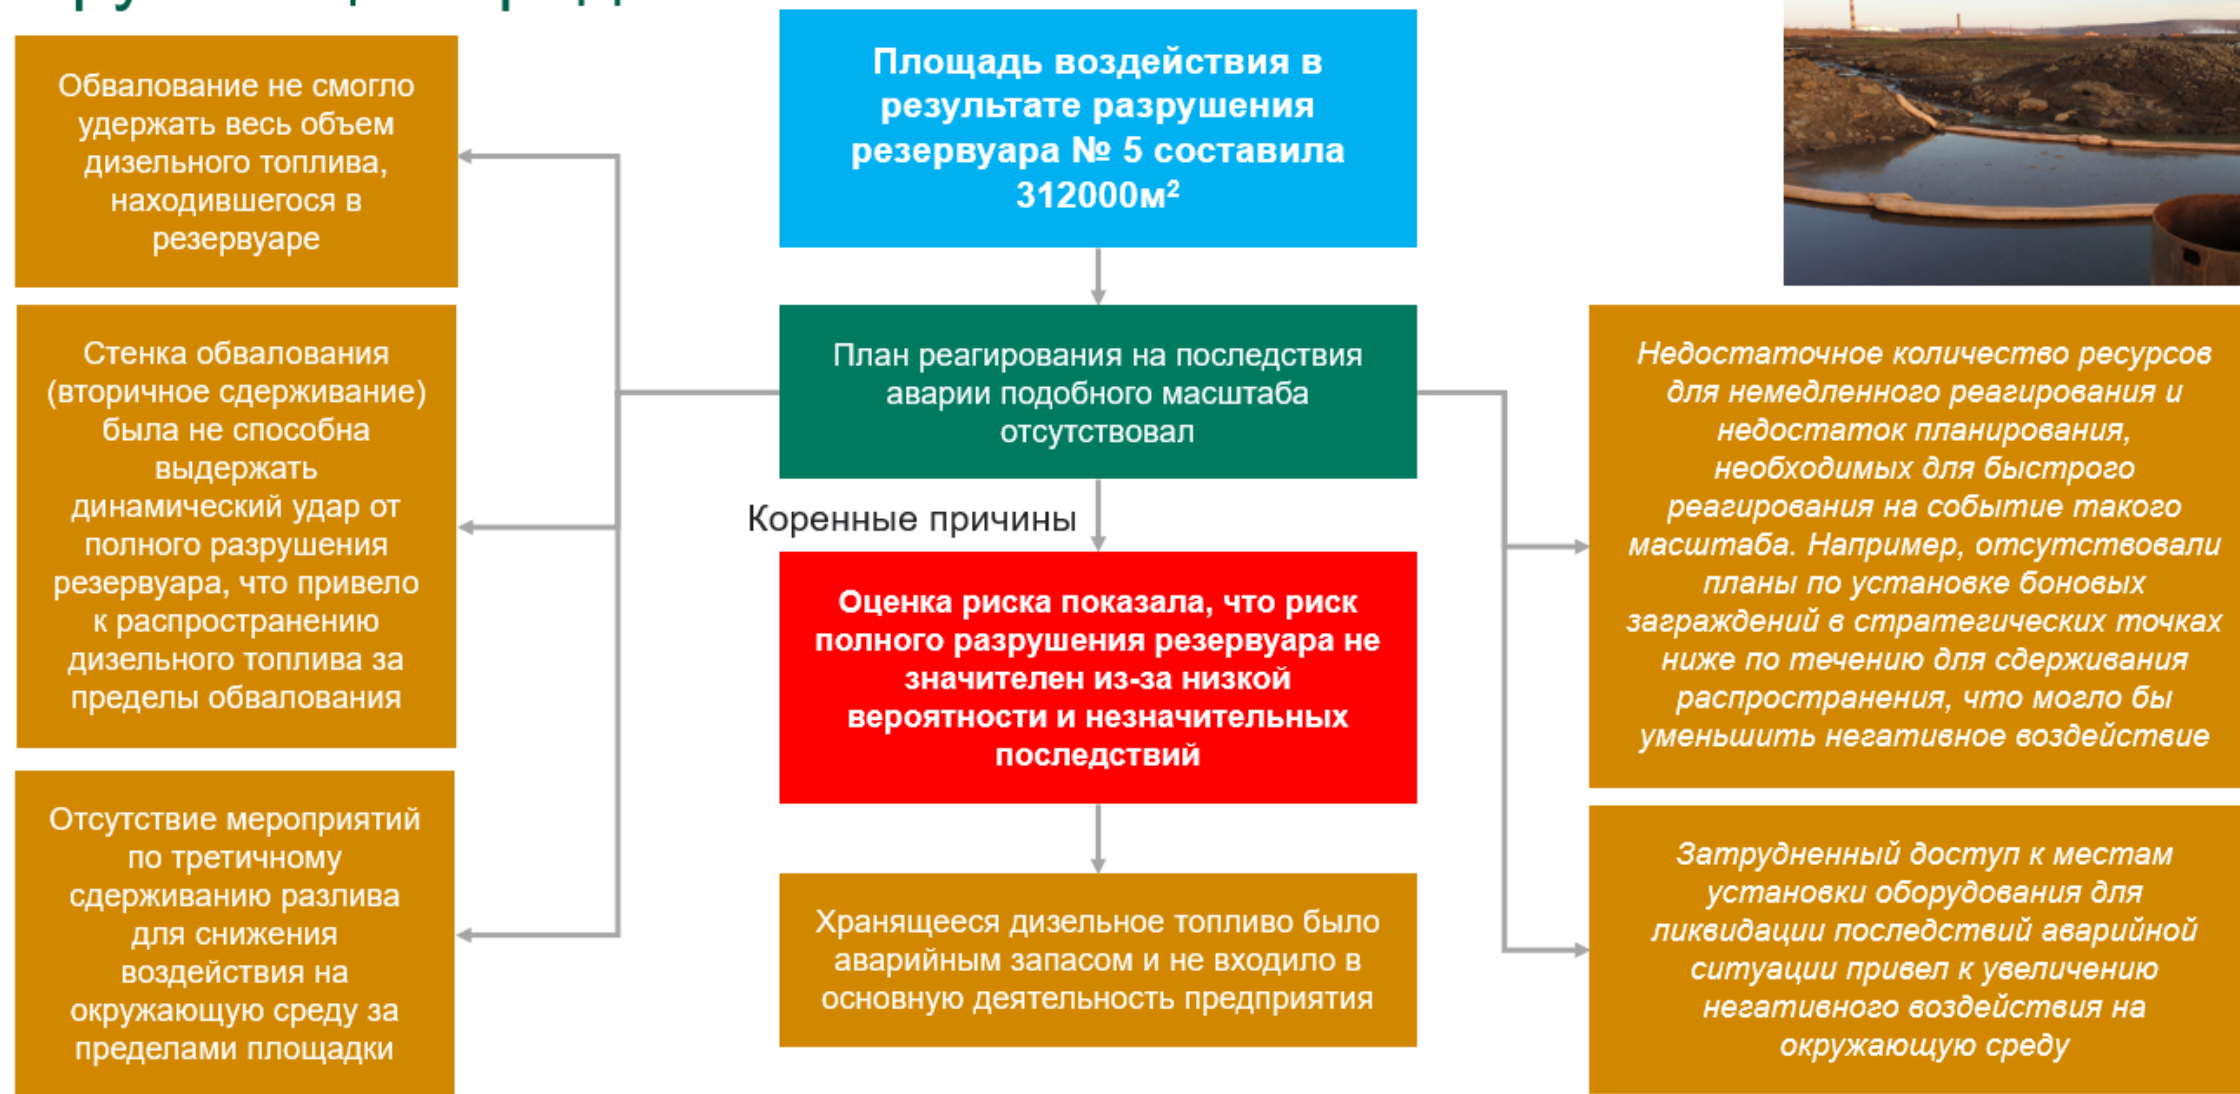 Обвалование не смогло
удержать весь объем
дизельного топлива,
находившегося в
резервуаре
Стенка обвалования
(вторичное сдерживание)
была не способна
выдержать
динамический удар от
полного разрушения
резервуара, что привело
к распространению
дизельного топлива за
пределы обвалования
Отсутствие мероприятий
по третичному
сдерживанию разлива
для снижения
воздействия на
окружающую среду за
пределами площадки
Площадь воздействия в
результате разрушения
резервуара № 5 составила
312000м²
План реагирования на последствия
аварии подобного масштаба
отсутствовал
Коренные причины
Оценка риска показала, что риск
полного разрушения резервуара не
значителен из-за низкой
вероятности и незначительных
последствий
Хранящееся дизельное топливо было
аварийным запасом и не входило в
основную деятельность предприятия
Недостаточное количество ресурсов
для немедленного реагирования и
недостаток планирования,
необходимых для быстрого
реагирования на событие такого
масштаба. Например, отсутствовали
планы по установке боновых
заграждений в стратегических точках
ниже по течению для сдерживания
распространения, что могло бы
уменьшить негативное воздействие
Затрудненный доступ к местам
установки оборудования для
ликвидации последствий аварийной
ситуации привел к увеличению
негативного воздействия на
окружающую среду